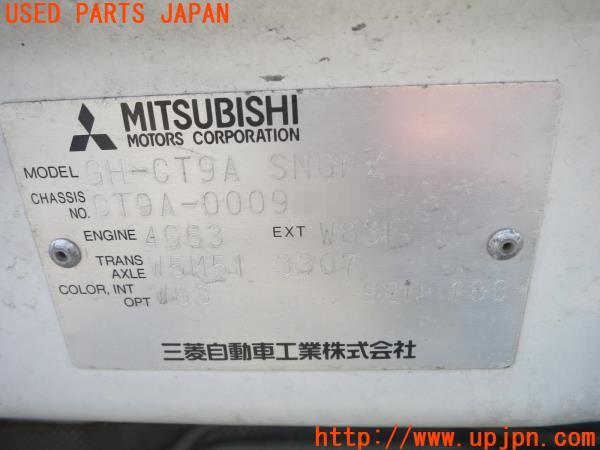 USED PARTS JAPAN
MITSUBISHI
MOTORS CORPORATION
MODEL GH-CT9A
CHASSIS NO. CT9A-0009
ENGINE 4G63 EXT
TRANS AXLE W5M51 3307
COLOR, INT OPT
三菱自動車工業株式会社
http://www.upjpn.com/